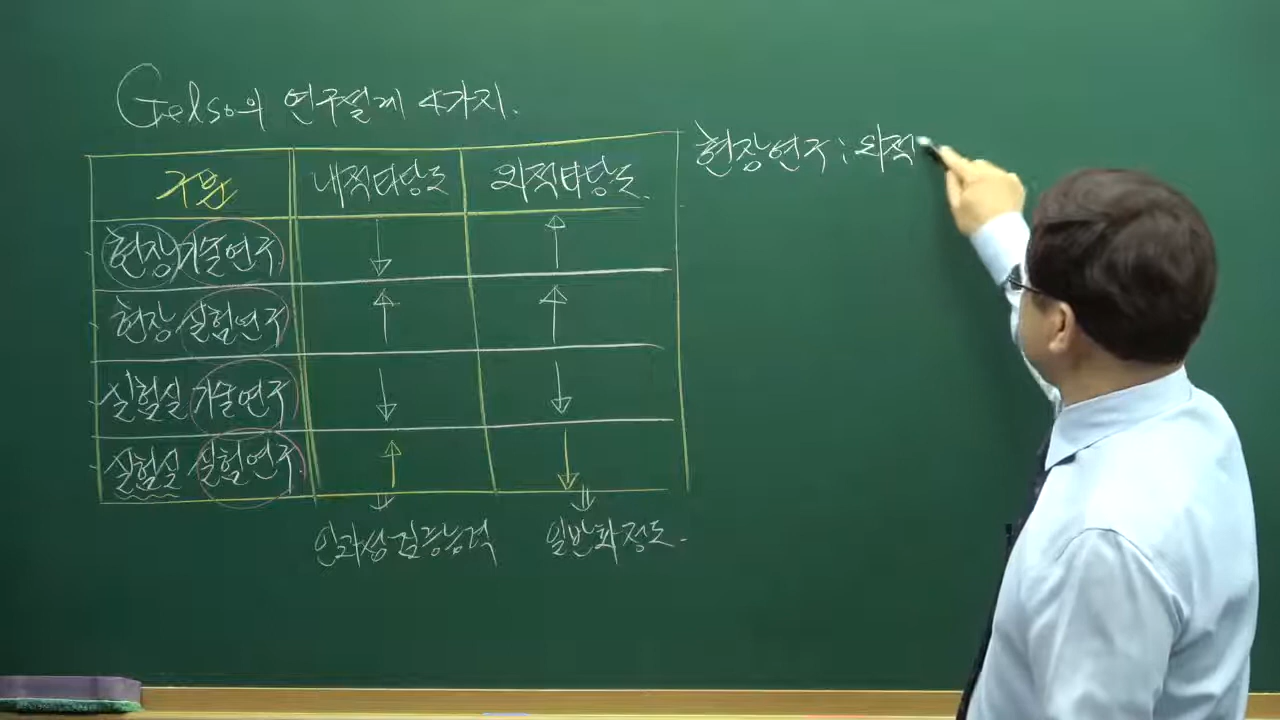 Gelso의 연구설계 4가지.
구분 내적타당도 외적타당도.
현장 기술연구 ↓ ↑
현장 실험연구 ↑ ↑
실험실 기술연구 ↓ ↓
실험실 실험연구 ↑ ↓
⇓ ⇓
인과성검증능력 일반화정도.
현장연구 : 외적